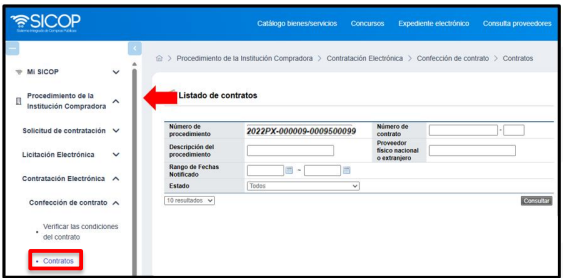 SICOP
Sistema Integrado de Compras Públicas
Catálogo bienes/servicios Concursos Expediente electrónico Consulta proveedores
> Procedimiento de la Institución Compradora > Contratación Electrónica > Confección de contrato > Contratos
Mi SICOP
Procedimiento de la
Institución Compradora
Solicitud de contratación
Licitación Electrónica
Contratación Electrónica
Confección de contrato
Verificar las condiciones
del contrato
Contratos
Listado de contratos
Número de
procedimiento
2022PX-000009-0009500099
Número de
contrato
-
Descripción del
procedimiento
Proveedor
físico nacional
o extranjero
Rango de Fechas
Notificado
~
Estado
Todos
10 resultados
Consultar